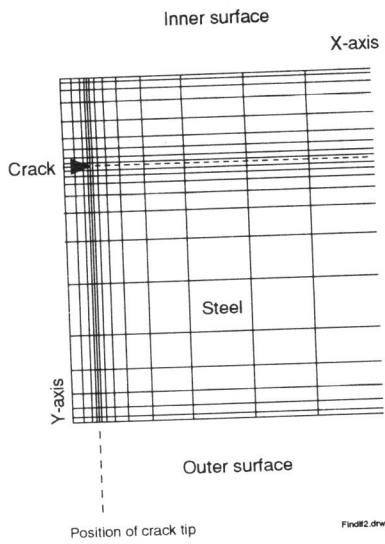 Inner surface
X-axis
Crack
Steel
Y-axis
Outer surface
Position of crack tip
Findif2.drw